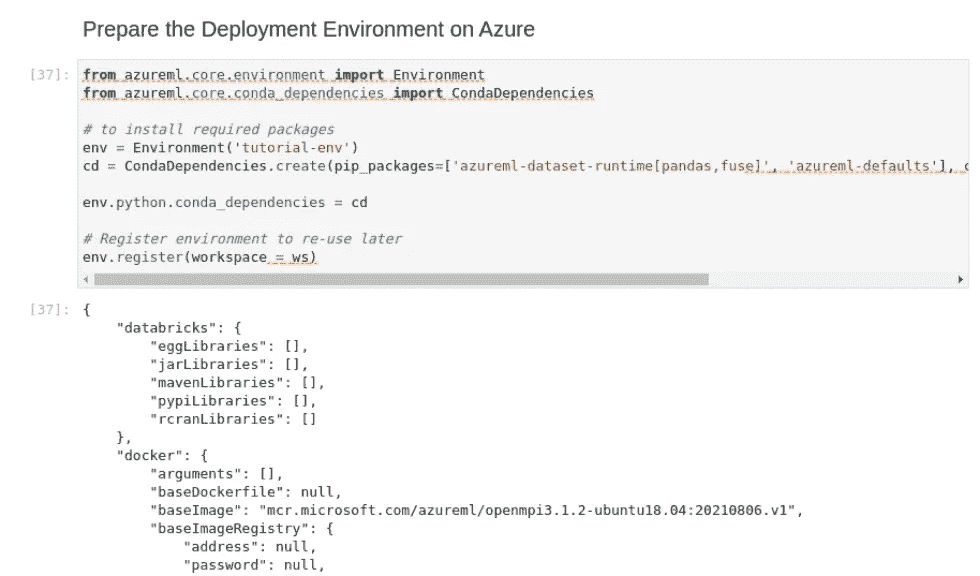 Prepare the Deployment Environment on Azure
[37]: from azureml.core.environment import Environment
from azureml.core.conda_dependencies import CondaDependencies
# to install required packages
env = Environment('tutorial-env')
cd = CondaDependencies.create(pip_packages=['azureml-dataset-runtime[pandas,fuse]', 'azureml-defaults'], c
env.python.conda_dependencies = cd
# Register environment to re-use later
env.register(workspace = ws)
[37]: {
"databricks": {
"eggLibraries": [],
"jarLibraries": [],
"mavenLibraries": [],
"pypiLibraries": [],
"rcranLibraries": []
},
"docker": {
"arguments": [],
"baseDockerfile": null,
"baseImage": "mcr.microsoft.com/azureml/openmpi3.1.2-ubuntu18.04:20210806.v1",
"baseImageRegistry": {
"address": null,
"password": null,